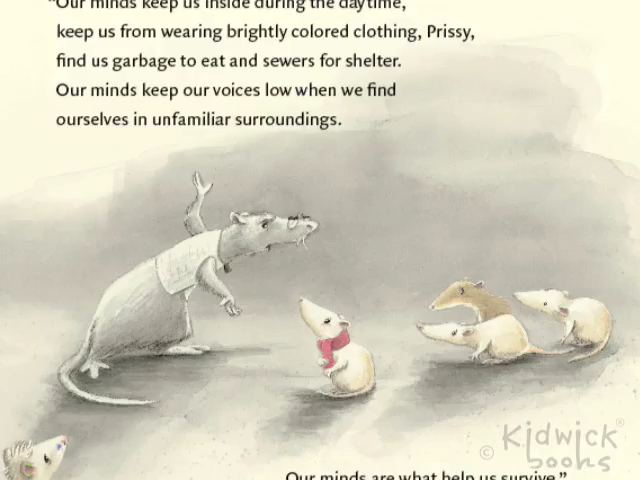 "Our minds keep us inside during the daytime,
keep us from wearing brightly colored clothing, Prissy,
find us garbage to eat and sewers for shelter.
Our minds keep our voices low when we find
ourselves in unfamiliar surroundings.
© Kidwick®
books
Our minds are what help us survive."